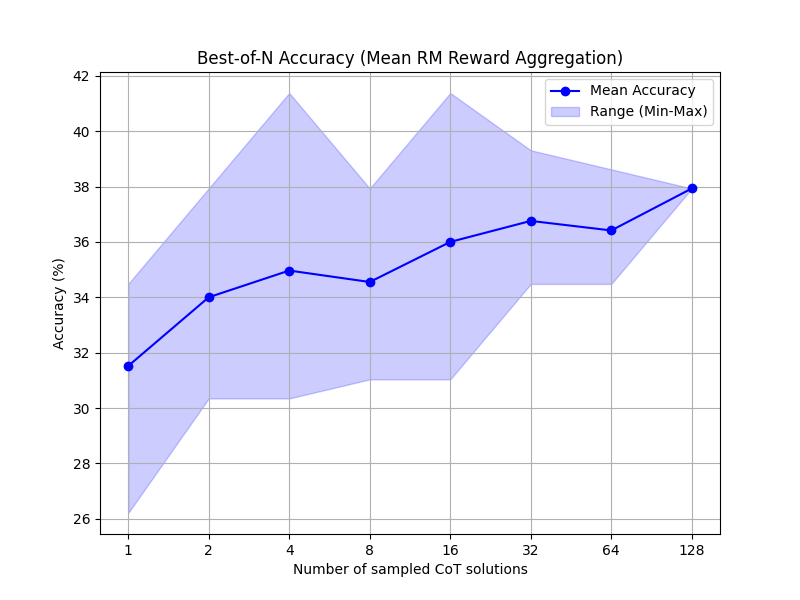 Best-of-N Accuracy (Mean RM Reward Aggregation)
Mean Accuracy
Range (Min-Max)
Accuracy (%)
42
40
38
36
34
32
30
28
26
1 2 4 8 16 32 64 128
Number of sampled CoT solutions